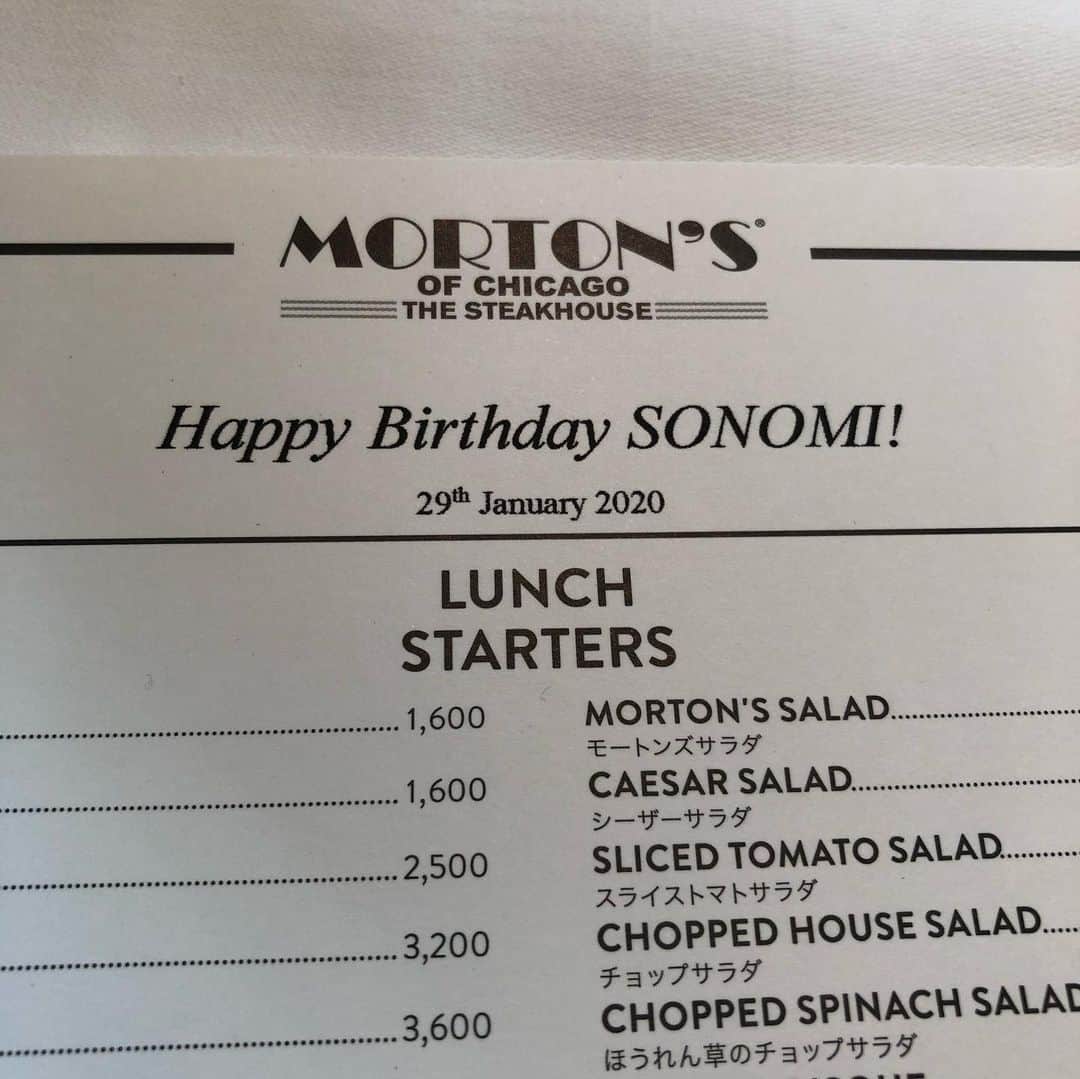 MORTON'S®
OF CHICAGO
THE STEAKHOUSE
Happy Birthday SONOMI!
29th January 2020
LUNCH
STARTERS
1,600
1,600
2,500
3,200
3,600
MORTON'S SALAD
モートンズサラダ
CAESAR SALAD
シーザーサラダ
SLICED TOMATO SALAD
スライストマトサラダ
CHOPPED HOUSE SALAD
チョップサラダ
CHOPPED SPINACH SALAD
ほうれん草のチョップサラダ